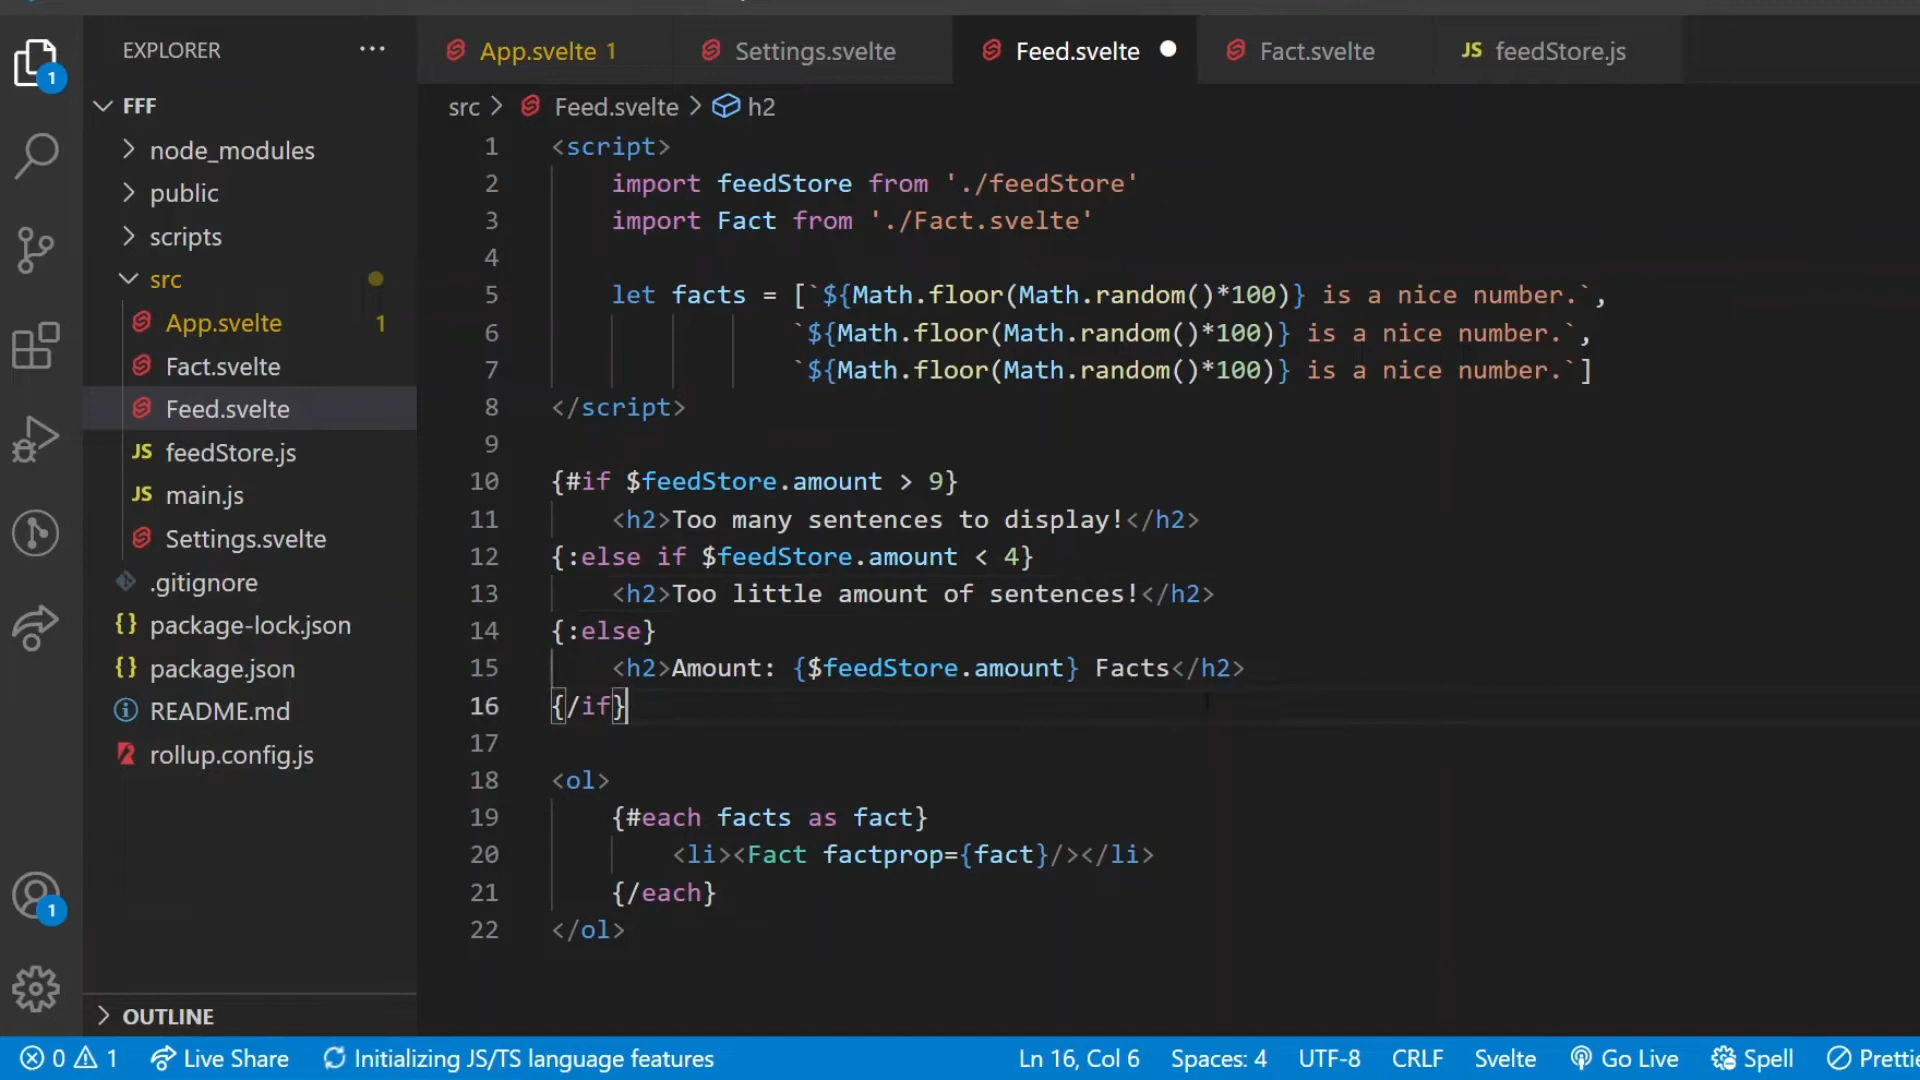 EXPLORER
App.svelte 1
Settings.svelte
Feed.svelte
Fact.svelte
JS feedStore.js
1
FFF
node_modules
public
scripts
src
App.svelte 1
Fact.svelte
Feed.svelte
JS feedStore.js
JS main.js
Settings.svelte
.gitignore
{} package-lock.json
{} package.json
README.md
rollup.config.js
1
OUTLINE
src > Feed.svelte > h2
1 <script>
2 import feedStore from './feedStore'
3 import Fact from './Fact.svelte'
4
5 let facts = [`${Math.floor(Math.random()*100)} is a nice number.`,
6 `${Math.floor(Math.random()*100)} is a nice number.`,
7 `${Math.floor(Math.random()*100)} is a nice number.`]
8 </script>
9
10 {#if $feedStore.amount > 9}
11 <h2>Too many sentences to display!</h2>
12 {:else if $feedStore.amount < 4}
13 <h2>Too little amount of sentences!</h2>
14 {:else}
15 <h2>Amount: {$feedStore.amount} Facts</h2>
16 {/if}
17
18 <ol>
19 {#each facts as fact}
20 <li><Fact factprop={fact}/></li>
21 {/each}
22 </ol>
0 1 Live Share Initializing JS/TS language features Ln 16, Col 6 Spaces: 4 UTF-8 CRLF Svelte Go Live Spell Prettie